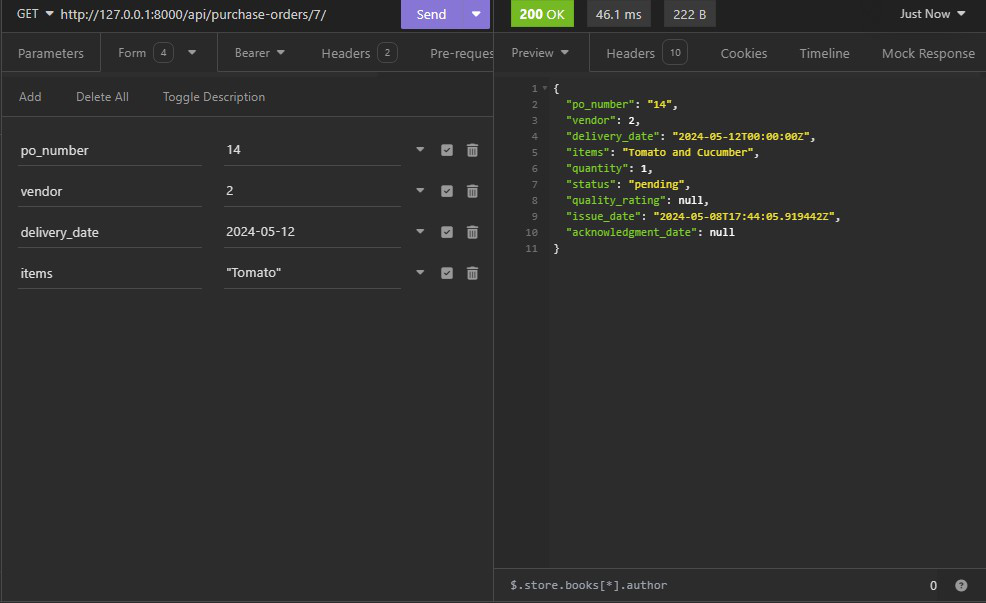 GET http://127.0.0.1:8000/api/purchase-orders/7/ Send 200 OK 46.1 ms 222 B Just Now
Parameters Form 4 Bearer Headers 2 Pre-reques Preview Headers 10 Cookies Timeline Mock Response
Add Delete All Toggle Description
po_number 14
vendor 2
delivery_date 2024-05-12
items "Tomato"
1 {
2 "po_number": "14",
3 "vendor": 2,
4 "delivery_date": "2024-05-12T00:00:00Z",
5 "items": "Tomato and Cucumber",
6 "quantity": 1,
7 "status": "pending",
8 "quality_rating": null,
9 "issue_date": "2024-05-08T17:44:05.919442Z",
10 "acknowledgment_date": null
11 }
$.store.books[*].author 0 ?